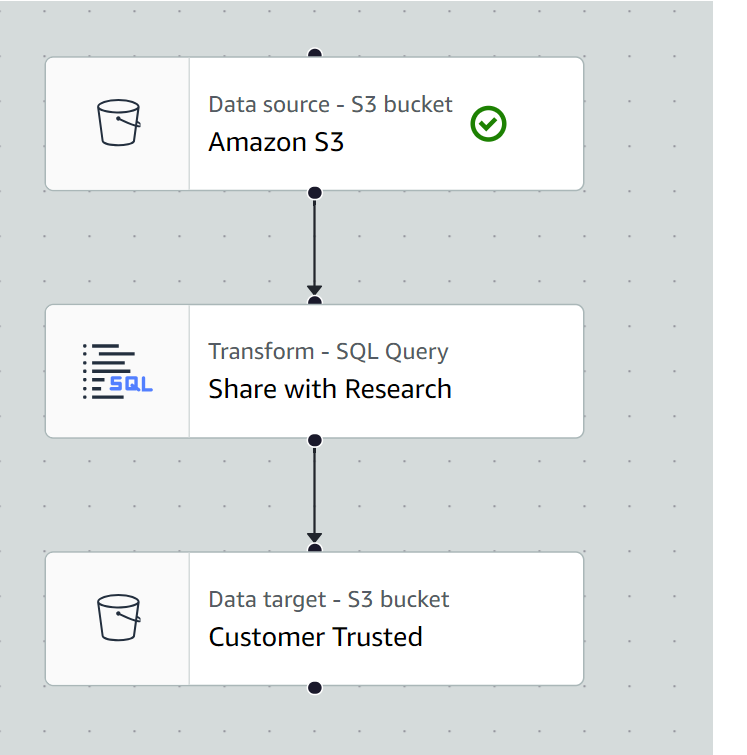 Data source - S3 bucket
Amazon S3
Transform - SQL Query
Share with Research
SQL
Data target - S3 bucket
Customer Trusted